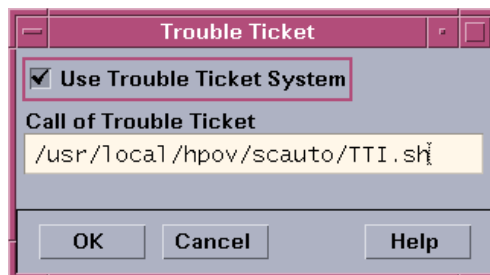 Trouble Ticket
Use Trouble Ticket System
Call of Trouble Ticket
/usr/local/hpov/scauto/TTI.sh
OK Cancel Help